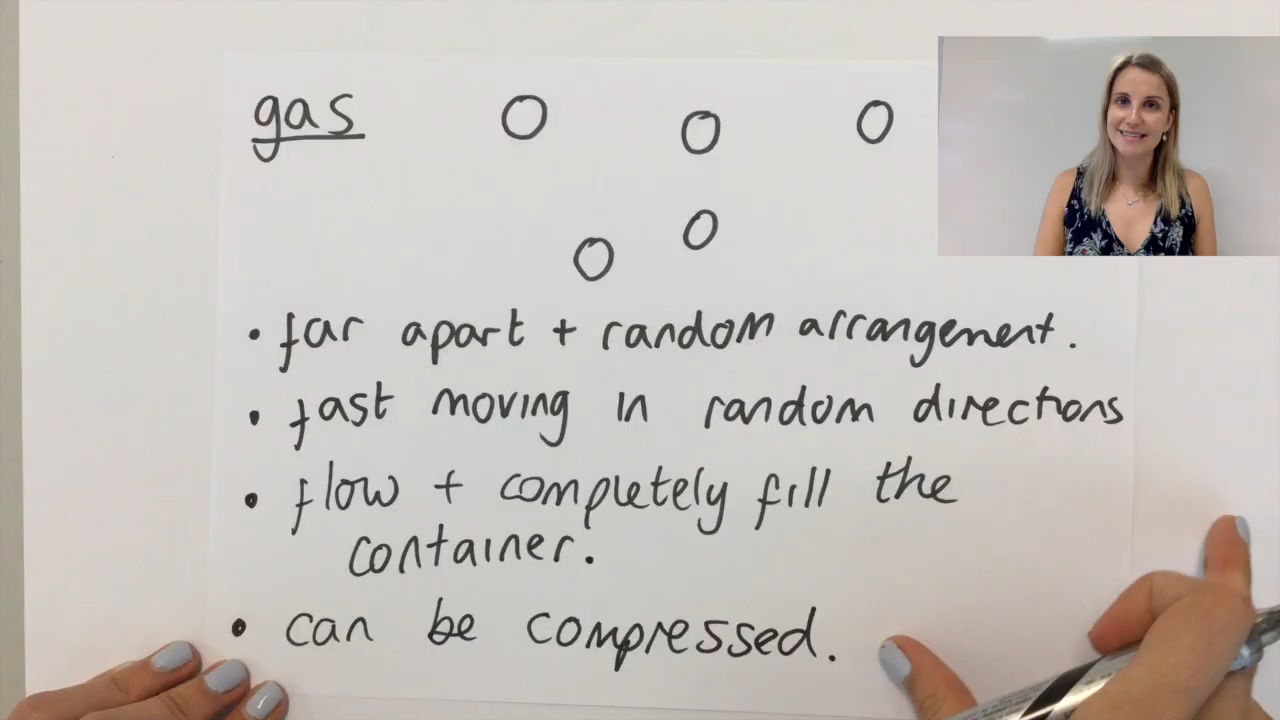 gas
• far apart + random arrangement.
• fast moving in random directions
• flow + completely fill the
container.
• can be compressed.